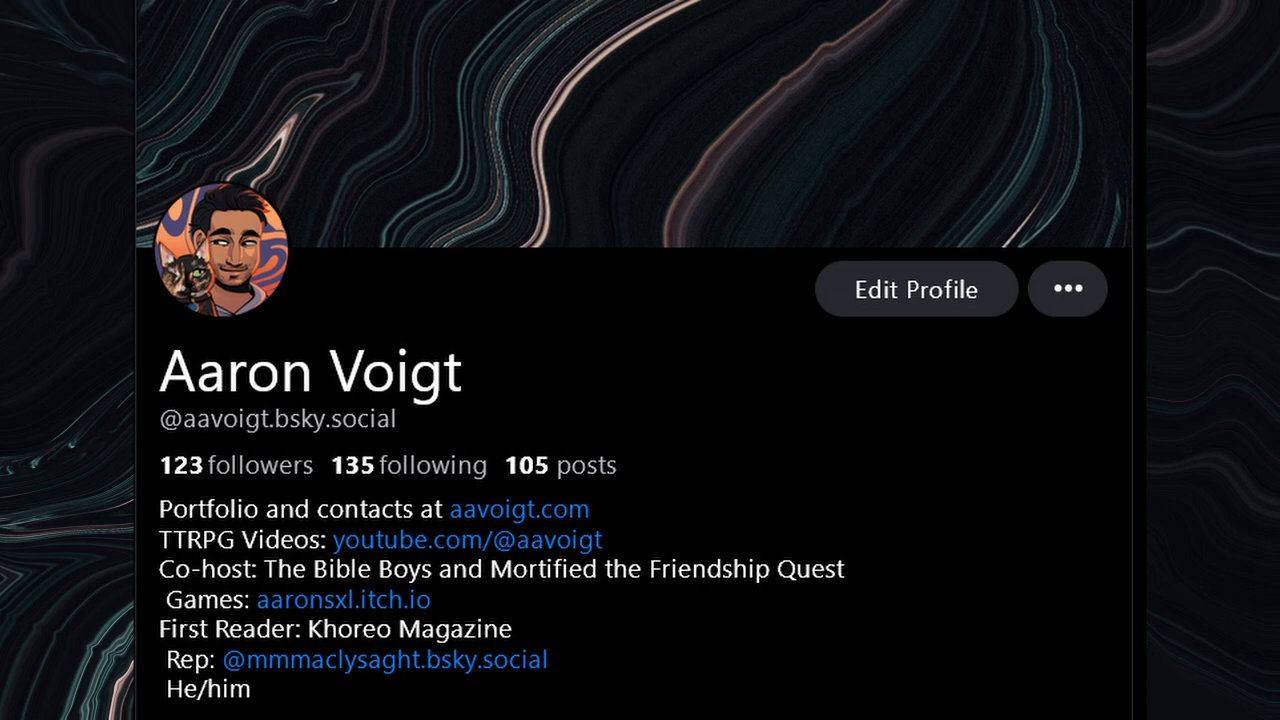 Edit Profile
Aaron Voigt
@aavoigt.bsky.social
123 followers 135 following 105 posts
Portfolio and contacts at aavoigt.com
TTRPG Videos: youtube.com/@aavoigt
Co-host: The Bible Boys and Mortified the Friendship Quest
Games: aaronsxl.itch.io
First Reader: Khoreo Magazine
Rep: @mmmaclysaght.bsky.social
He/him